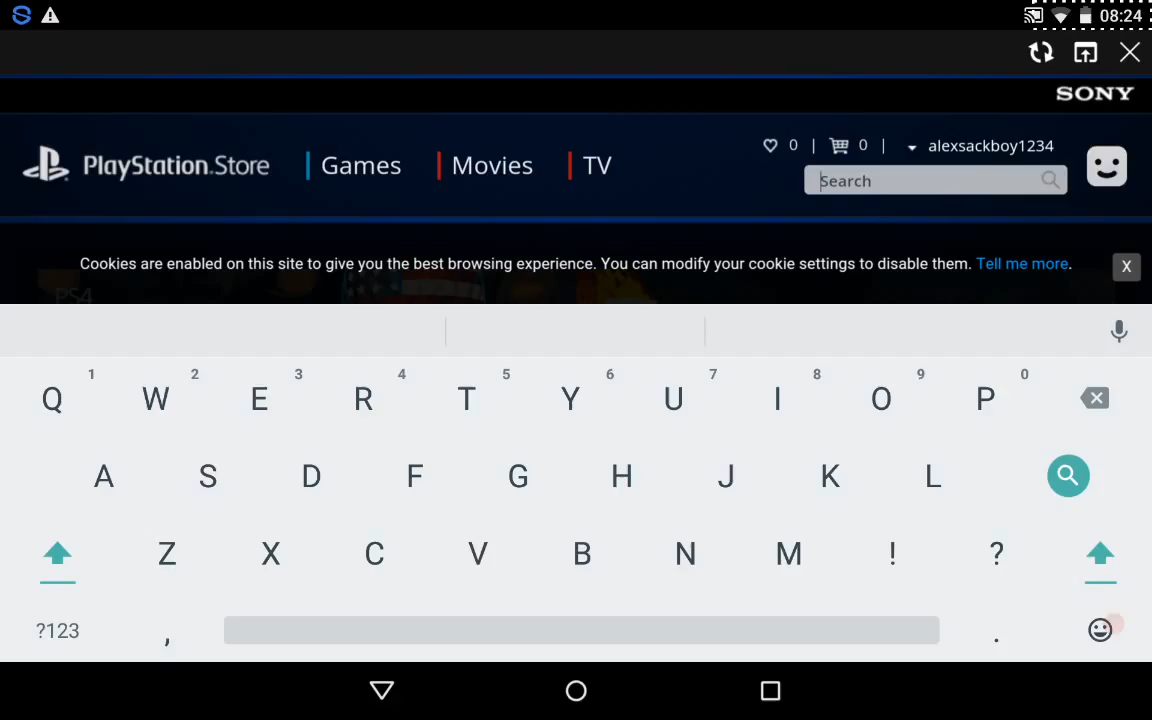 08:24
SONY
PlayStation.Store Games Movies TV
0 | 0 | alexsackboy1234
Search
Cookies are enabled on this site to give you the best browsing experience. You can modify your cookie settings to disable them. Tell me more.
X
PS4
1 2 3 4 5 6 7 8 9 0
Q W E R T Y U I O P
A S D F G H J K L
Z X C V B N M ! ?
?123 , .